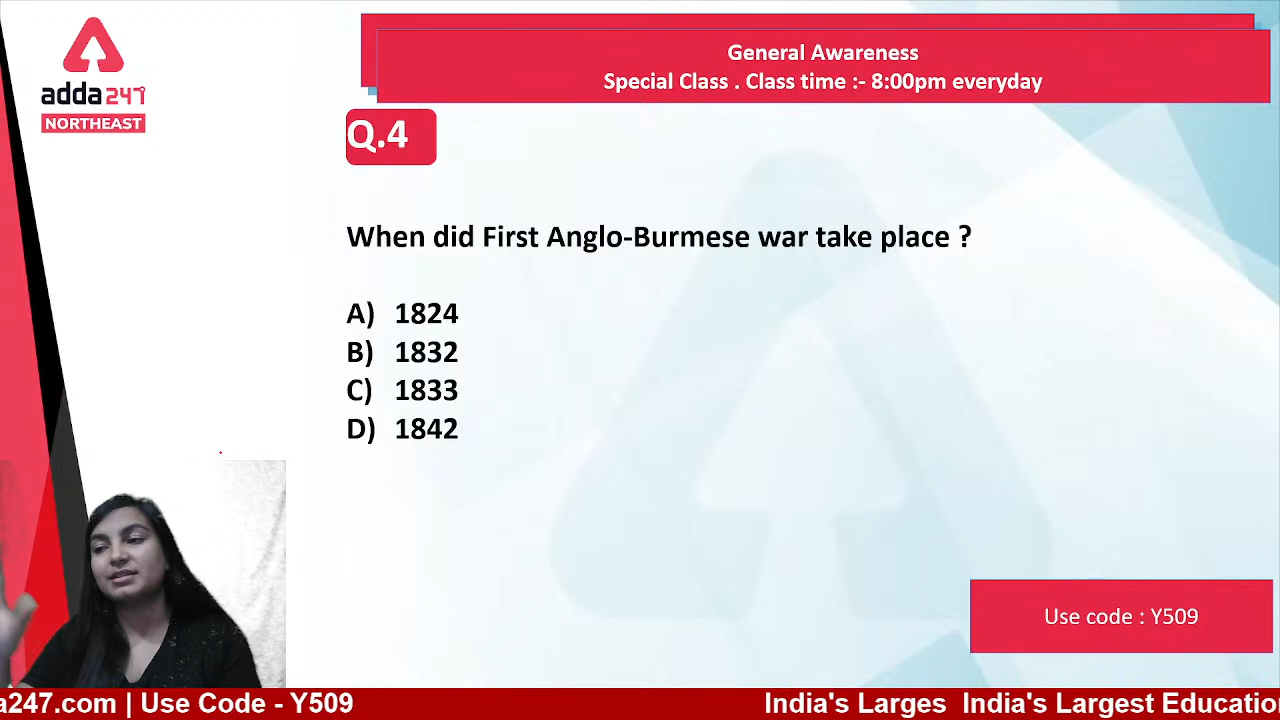 adda247
NORTHEAST
General Awareness
Special Class . Class time :- 8:00pm everyday
Q.4
When did First Anglo-Burmese war take place ?
A) 1824
B) 1832
C) 1833
D) 1842
Use code : Y509
a247.com | Use Code - Y509
India's Larges India's Largest Educatio